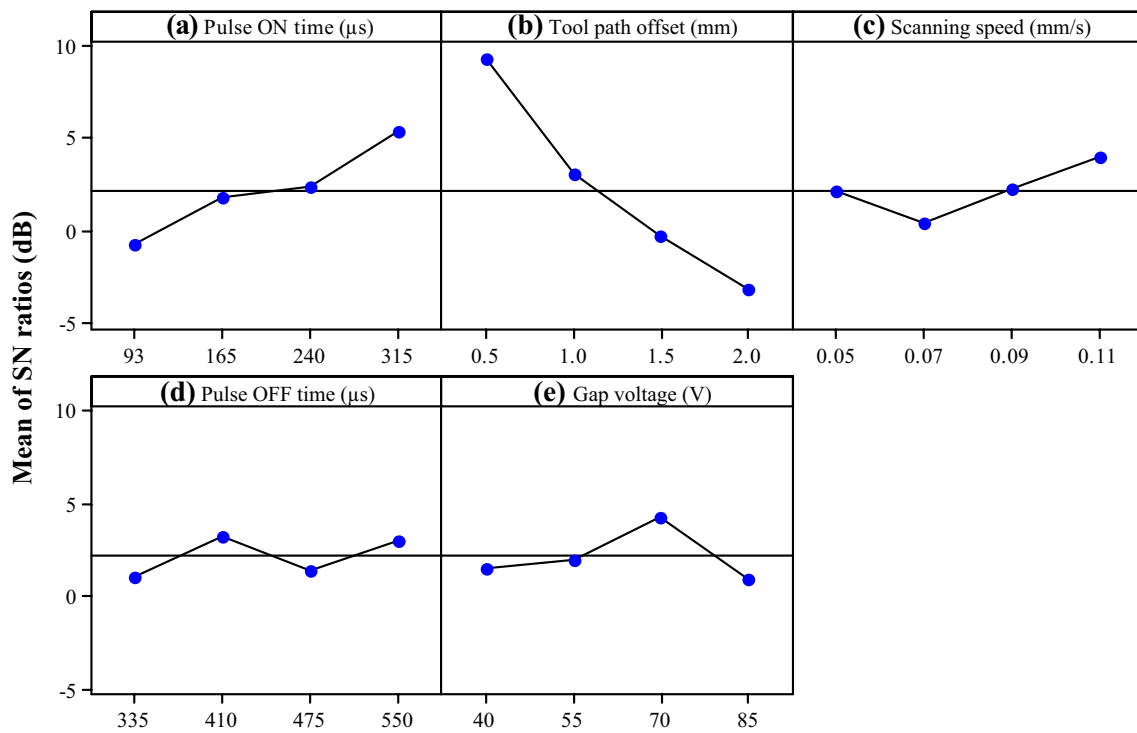 (a) Pulse ON time (µs)
(b) Tool path offset (mm)
(c) Scanning speed (mm/s)
10
5
0
-5
93 165 240 315
0.5 1.0 1.5 2.0
0.05 0.07 0.09 0.11
Mean of SN ratios (dB)
(d) Pulse OFF time (µs)
(e) Gap voltage (V)
10
5
0
-5
335 410 475 550
40 55 70 85